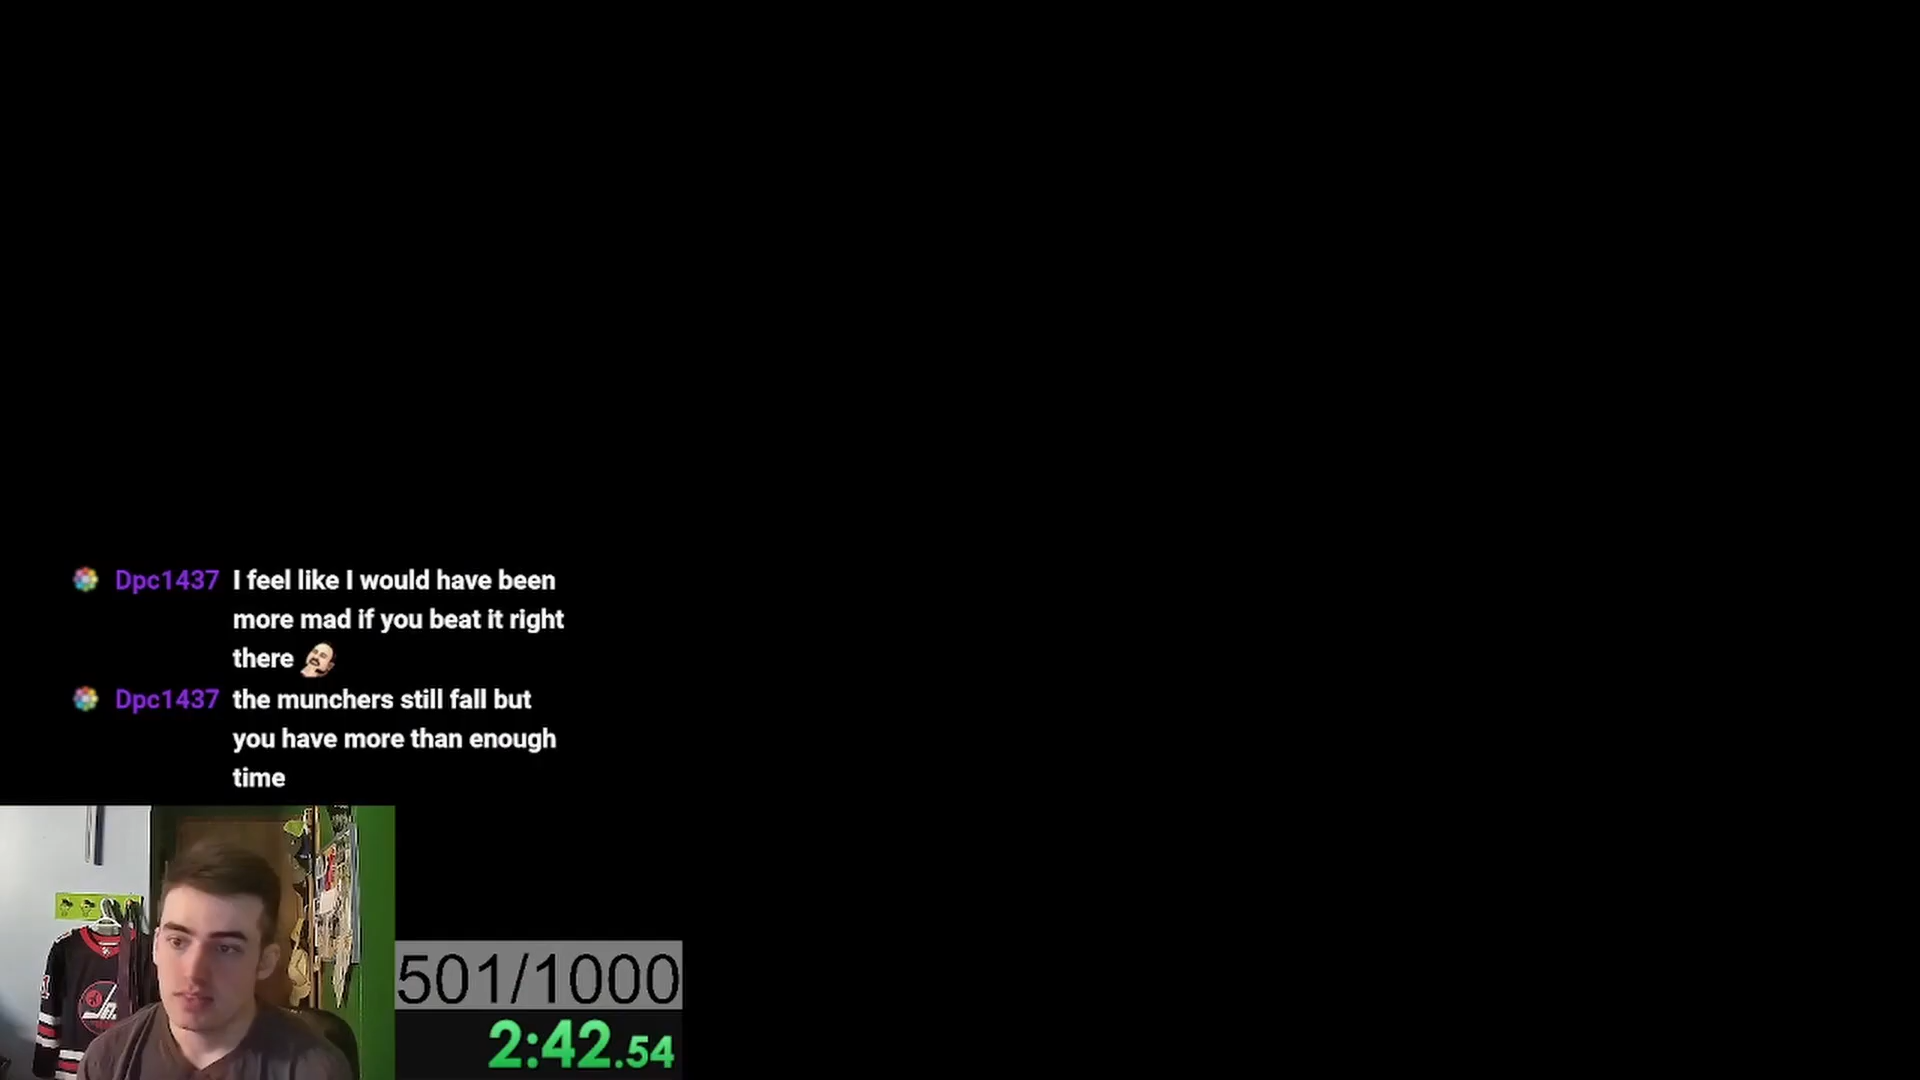 Dpc1437 I feel like I would have been
more mad if you beat it right
there
Dpc1437 the munchers still fall but
you have more than enough
time
501/1000
2:42.54